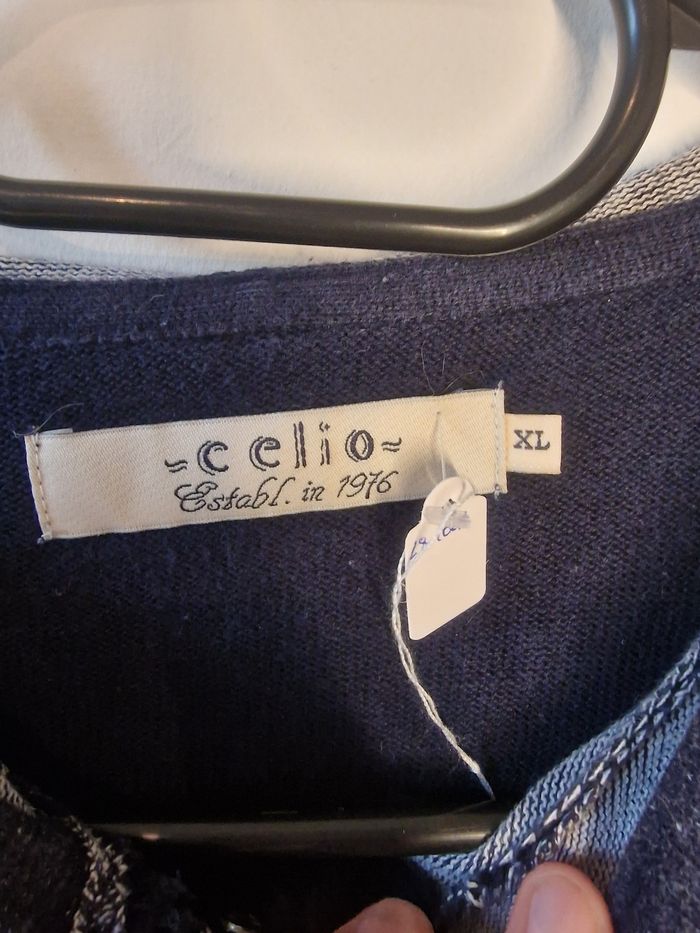 ~celio~
Establ. in 1976
XL